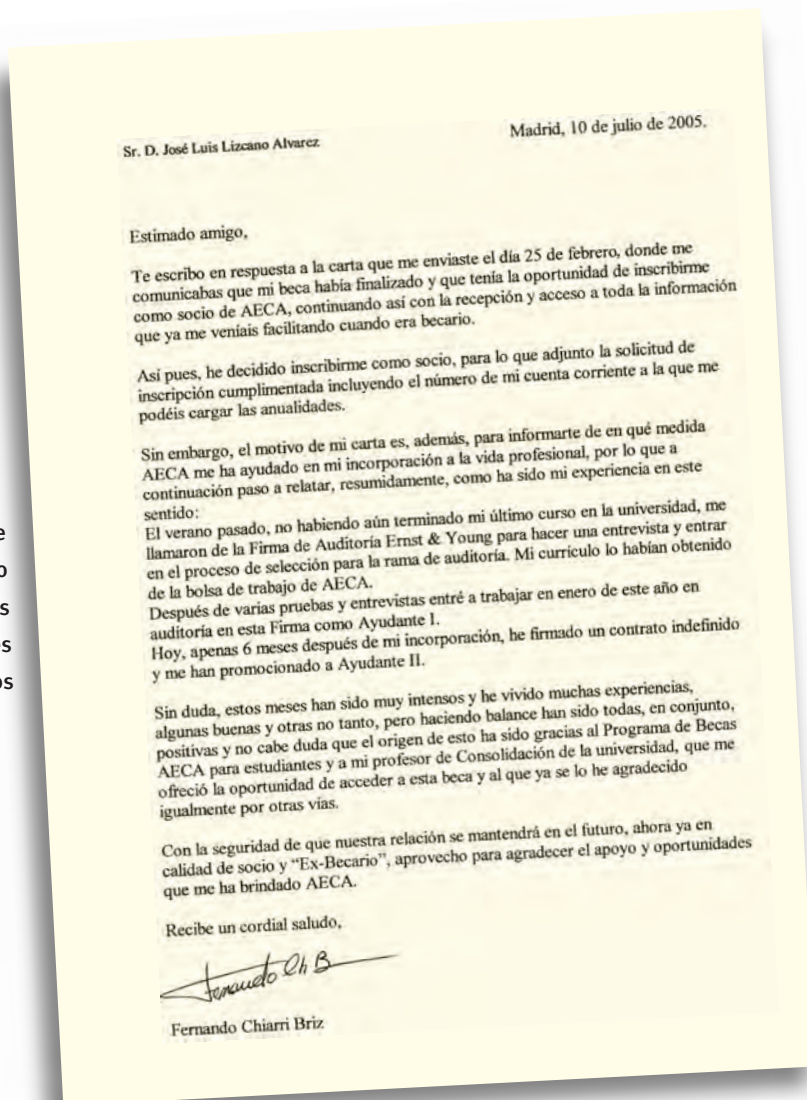 Sr. D. José Luis Lizcano Alvarez
Madrid, 10 de julio de 2005.
Estimado amigo,
Te escribo en respuesta a la carta que me enviaste el día 25 de febrero, donde me
comunicabas que mi beca había finalizado y que tenía la oportunidad de inscribirme
como socio de AECA, continuando así con la recepción y acceso a toda la información
que ya me veníais facilitando cuando era becario.
Así pues, he decidido inscribirme como socio, para lo que adjunto la solicitud de
inscripción cumplimentada incluyendo el número de mi cuenta corriente a la que me
podéis cargar las anualidades.
Sin embargo, el motivo de mi carta es, además, para informarte de en qué medida
AECA me ha ayudado en mi incorporación a la vida profesional, por lo que a
continuación paso a relatar, resumidamente, como ha sido mi experiencia en este
sentido:
El verano pasado, no habiendo aún terminado mi último curso en la universidad, me
llamaron de la Firma de Auditoría Ernst & Young para hacer una entrevista y entrar
en el proceso de selección para la rama de auditoría. Mi currículo lo habían obtenido
de la bolsa de trabajo de AECA.
Después de varias pruebas y entrevistas entré a trabajar en enero de este año en
auditoría en esta Firma como Ayudante I.
Hoy, apenas 6 meses después de mi incorporación, he firmado un contrato indefinido
y me han promocionado a Ayudante II.
Sin duda, estos meses han sido muy intensos y he vivido muchas experiencias,
algunas buenas y otras no tanto, pero haciendo balance han sido todas, en conjunto,
positivas y no cabe duda que el origen de esto ha sido gracias al Programa de Becas
AECA para estudiantes y a mi profesor de Consolidación de la universidad, que me
ofreció la oportunidad de acceder a esta beca y al que ya se lo he agradecido
igualmente por otras vías.
Con la seguridad de que nuestra relación se mantendrá en el futuro, ahora ya en
calidad de socio y “Ex-Becario”, aprovecho para agradecer el apoyo y oportunidades
que me ha brindado AECA.
Recibe un cordial saludo,
Fernando Ch B
Fernando Chiarri Briz